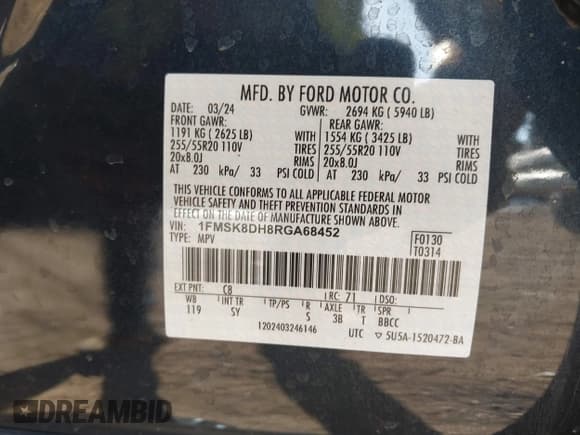 MFD. BY FORD MOTOR CO.
DATE: 03/24 GVWR: 2694 KG ( 5940 LB)
FRONT GAWR: REAR GAWR:
1191 KG ( 2625 LB) WITH 1554 KG ( 3425 LB) WITH
255/55R20 110V TIRES 255/55R20 110V TIRES
20x8.0J RIMS 20x8.0J RIMS
AT 230 kPa/ 33 PSI COLD AT 230 kPa/ 33 PSI COLD
THIS VEHICLE CONFORMS TO ALL APPLICABLE FEDERAL MOTOR
VEHICLE SAFETY AND THEFT PREVENTION STANDARDS IN
EFFECT ON THE DATE OF MANUFACTURE SHOWN ABOVE.
VIN: 1FMSK8DH8RGA68452
TYPE: MPV
F0130
T0314
EXT PNT: C8 RC: 71 DSO:
WB INT TR TP/PS R AXLE TR SPR
119 SY S 3B T BBCC
1202403246146 UTC ▽ 5U5A-1520472-BA
DREAMBID